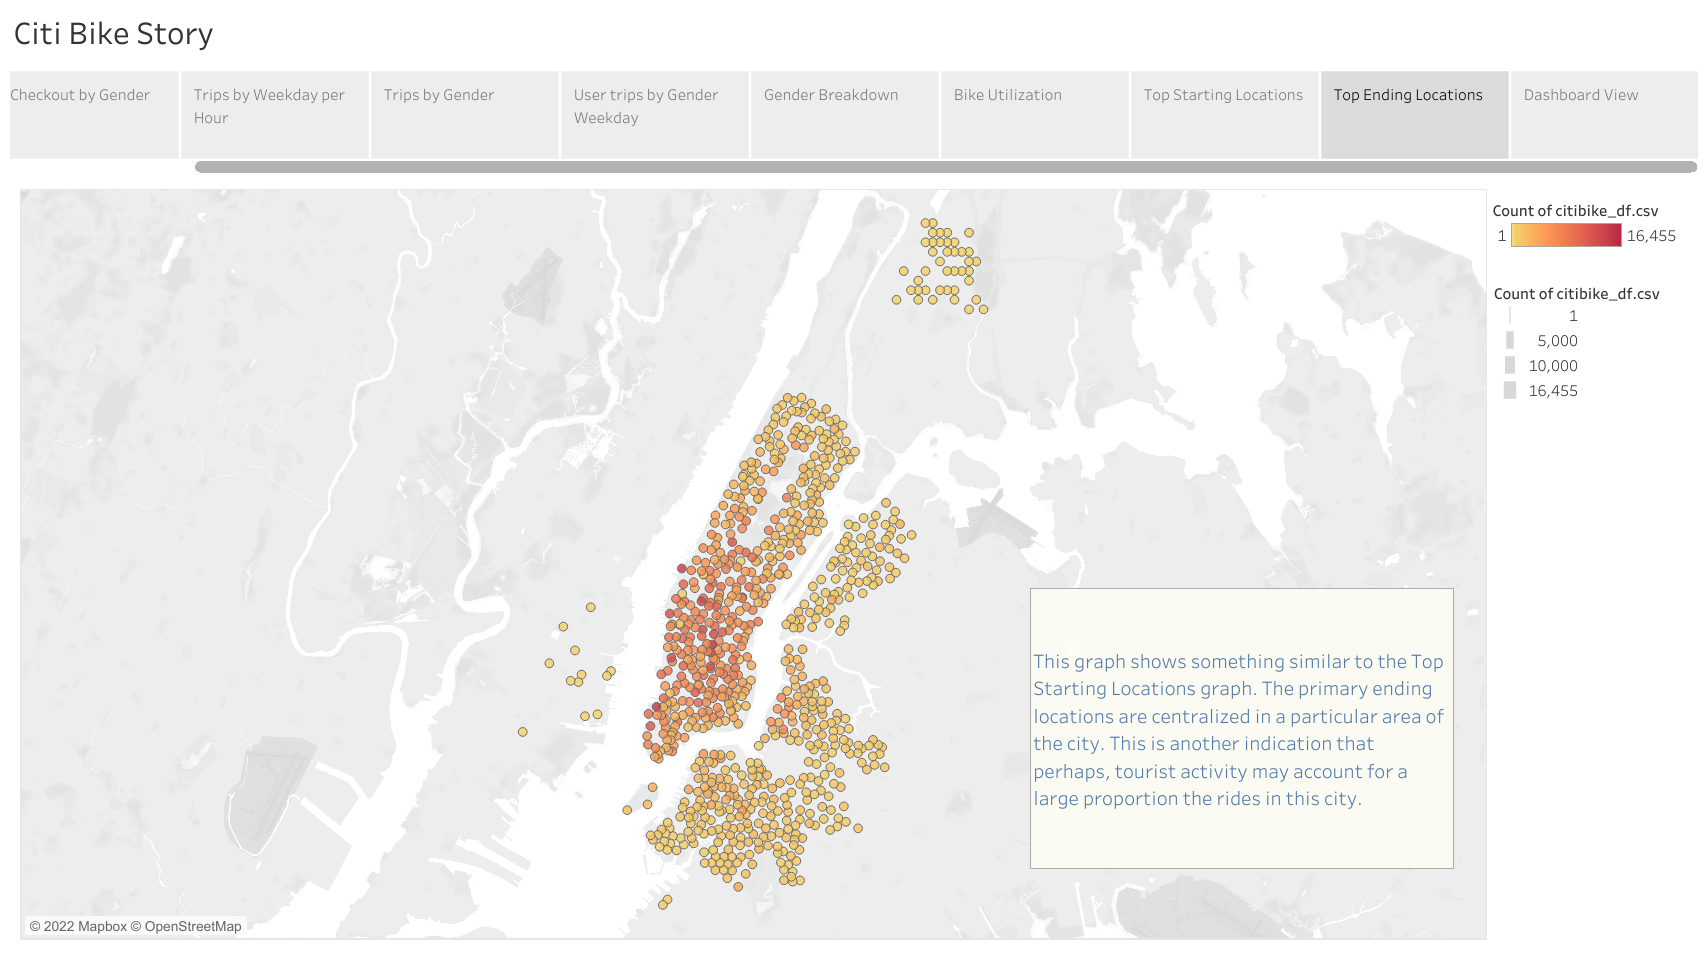 Citi Bike Story
Checkout by Gender
Trips by Weekday per
Hour
Trips by Gender
User trips by Gender
Weekday
Gender Breakdown
Bike Utilization
Top Starting Locations
Top Ending Locations
Dashboard View
Count of citibike_df.csv
1 16,455
Count of citibike_df.csv
1
5,000
10,000
16,455
This graph shows something similar to the Top
Starting Locations graph. The primary ending
locations are centralized in a particular area of
the city. This is another indication that
perhaps, tourist activity may account for a
large proportion the rides in this city.
© 2022 Mapbox © OpenStreetMap